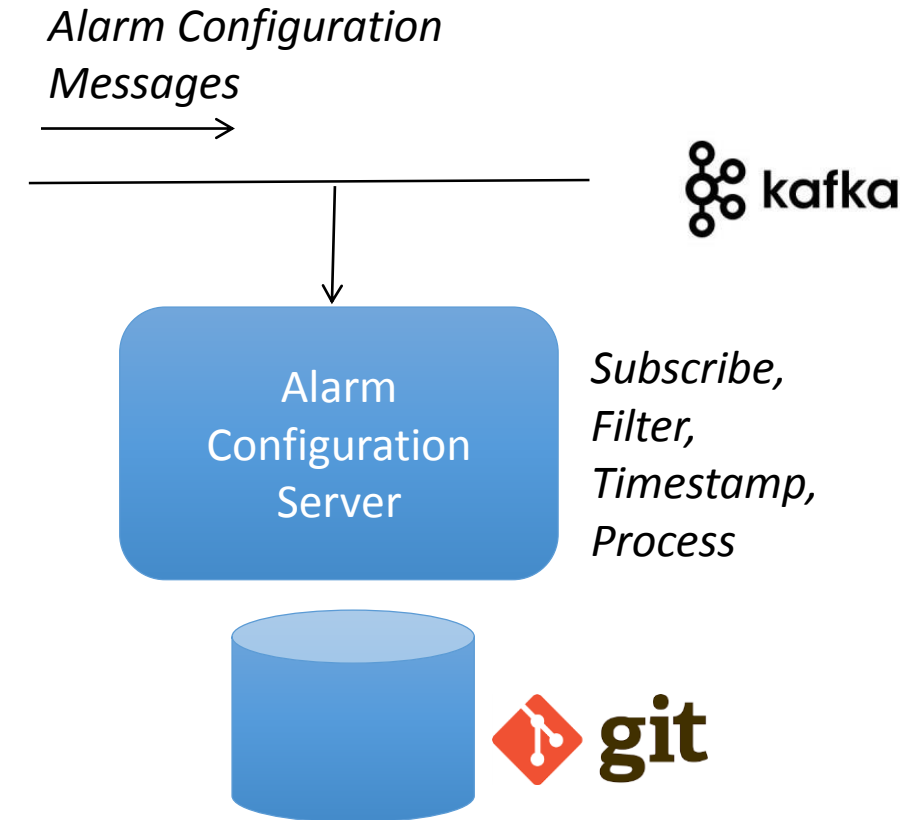 Alarm Configuration
Messages
kafka
Alarm
Configuration
Server
Subscribe,
Filter,
Timestamp,
Process
git